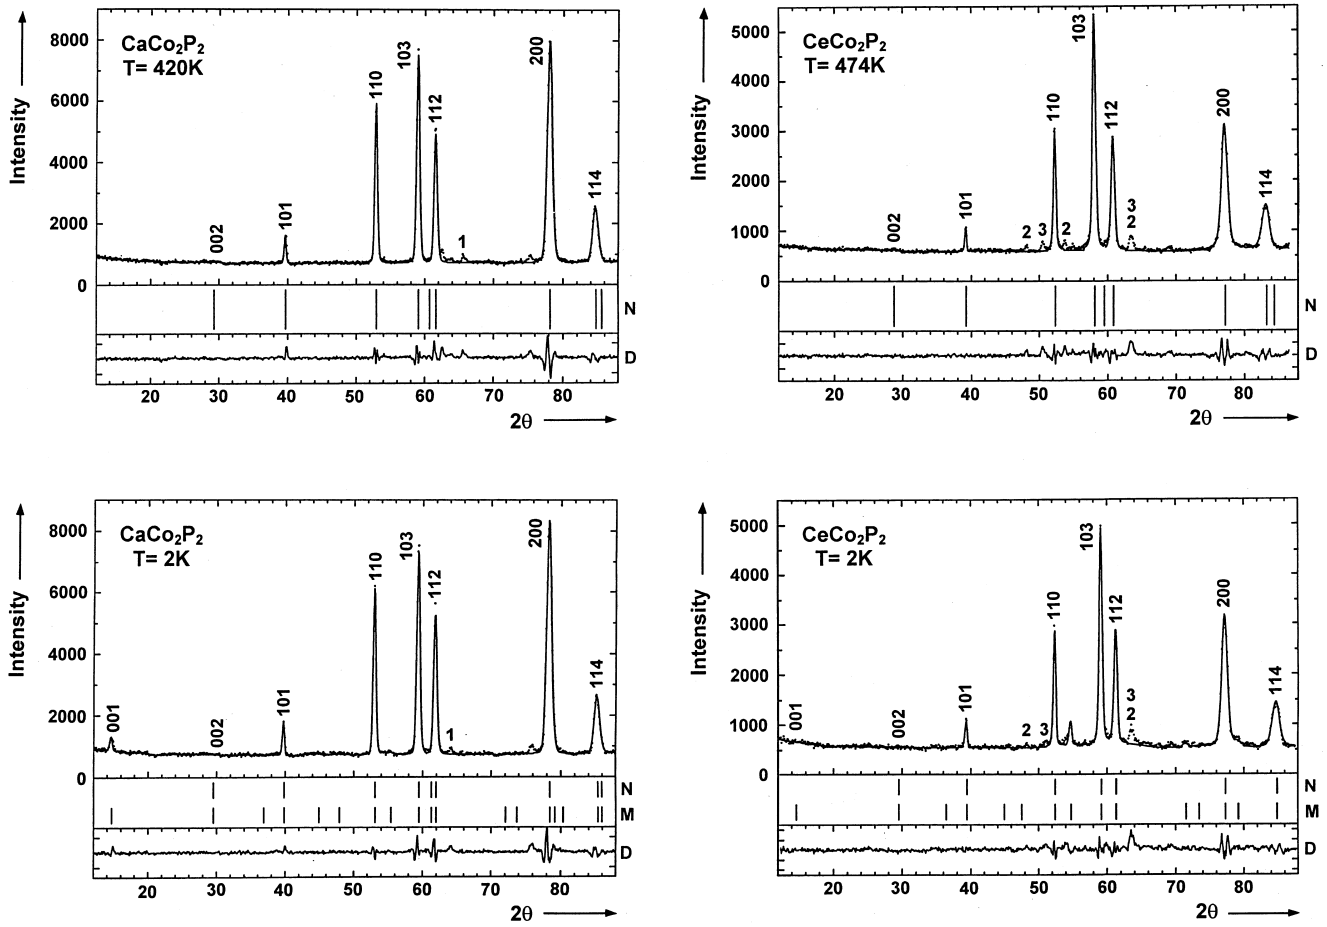 CaCo₂P₂
T= 420K
Intensity
8000
6000
4000
2000
0
002
101
110
103
112
1
200
114
N
D
20 30 40 50 60 70 80
2θ
CeCo₂P₂
T= 474K
Intensity
5000
4000
3000
2000
1000
0
002
101
2
3
110
2
103
112
3
2
200
114
N
D
20 30 40 50 60 70 80
2θ
CaCo₂P₂
T= 2K
Intensity
8000
6000
4000
2000
0
001
002
101
110
103
112
1
200
114
N
M
D
20 30 40 50 60 70 80
2θ
CeCo₂P₂
T= 2K
Intensity
5000
4000
3000
2000
1000
0
001
002
101
2
3
110
103
112
3
2
200
114
N
M
D
20 30 40 50 60 70 80
2θ